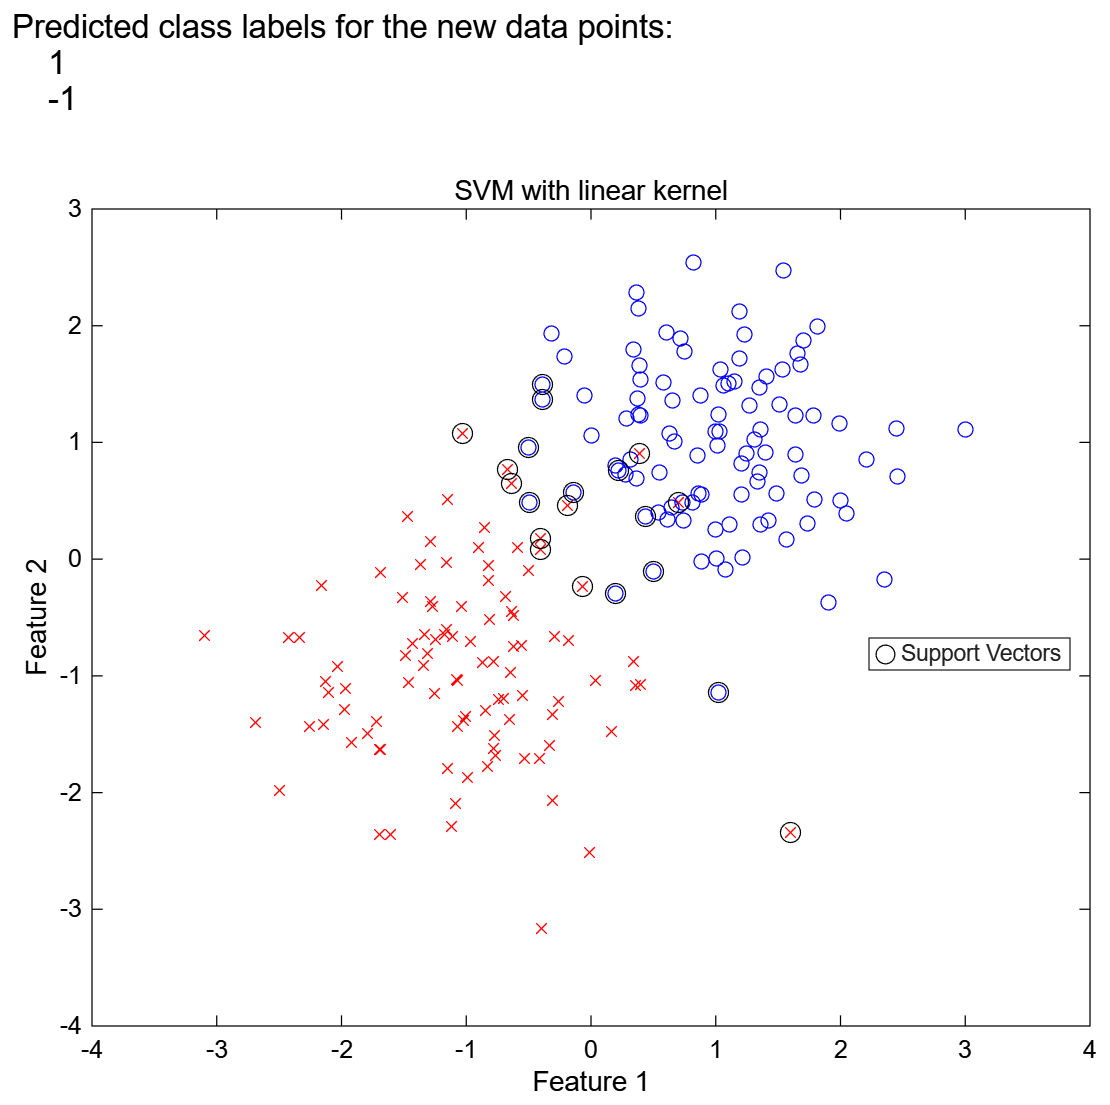 Predicted class labels for the new data points:
1
-1
SVM with linear kernel
3
2
1
0
-1
-2
-3
-4
Feature 2
Support Vectors
-4 -3 -2 -1 0 1 2 3 4
Feature 1